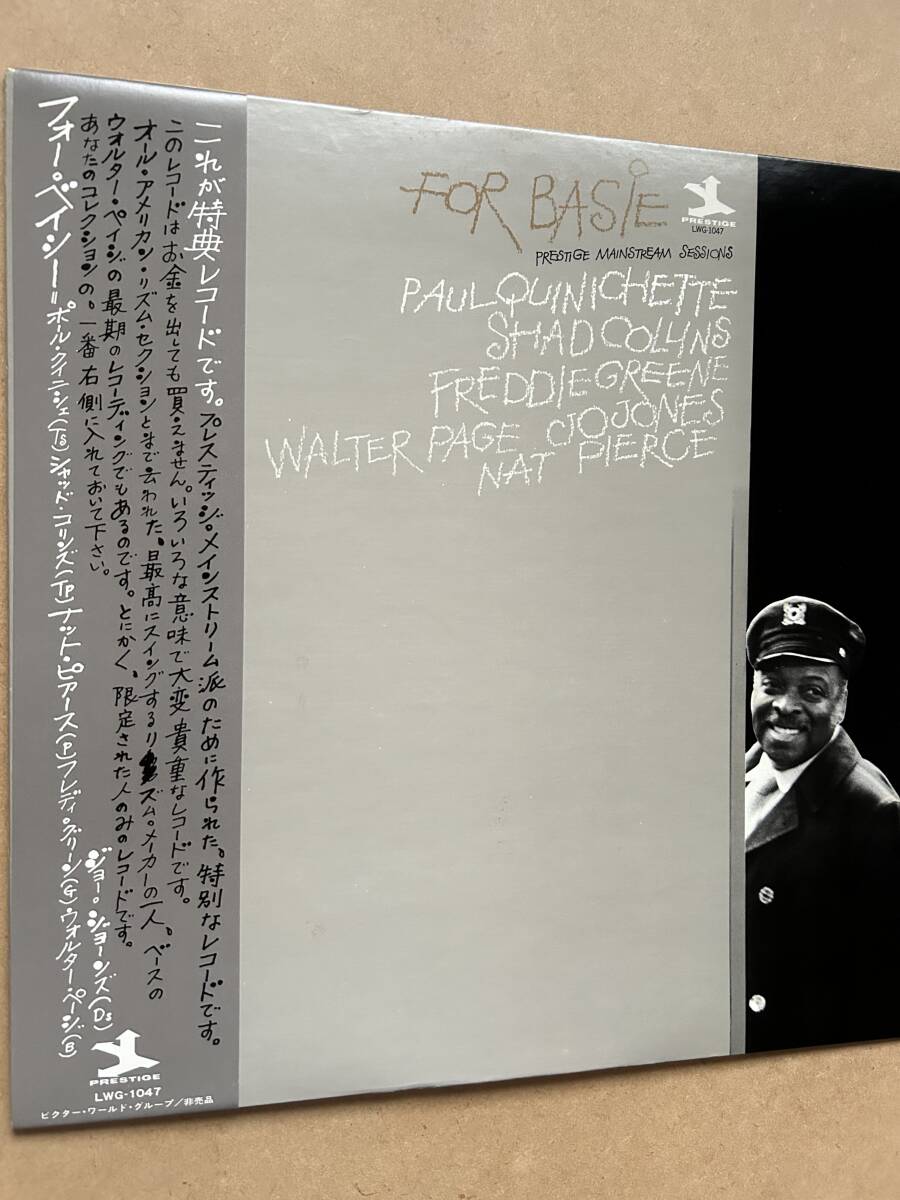 これが特典レコードです。プレスティッジ・メインストリーム派のために作られた、特別なレコードです。
このレコードはお金を出しても買えません。いろいろな意味で大変貴重なレコードです。
オール・アメリカン・リズム・セクションとまで云われた、最高にスイングするリズム・メーカーの一人、ベースの
ウォルター・ペイジの最期のレコーディングでもあるのです。とにかく、限定された人のみのレコードです。
あなたのコレクションの、一番右側に入れておいて下さい。
フォー・ベイシー＝ポール・クィニシェ(Ts)シャッド・コリンズ(TP)ナット・ピアース(P)フレディ・グリーン(G)ウォルター・ページ(B)
ジョー・ジョーンズ(Ds)
PRESTIGE
LWG-1047
ビクター・ワールド・グループ/非売品
FOR BASIE
PRESTIGE
LWG-1047
PRESTIGE MAINSTREAM SESSIONS
PAUL QUINICHETTE
SHAD COLLYNS
FREDDIE GREENE
WALTER PAGE JO JONES
NAT PIERCE